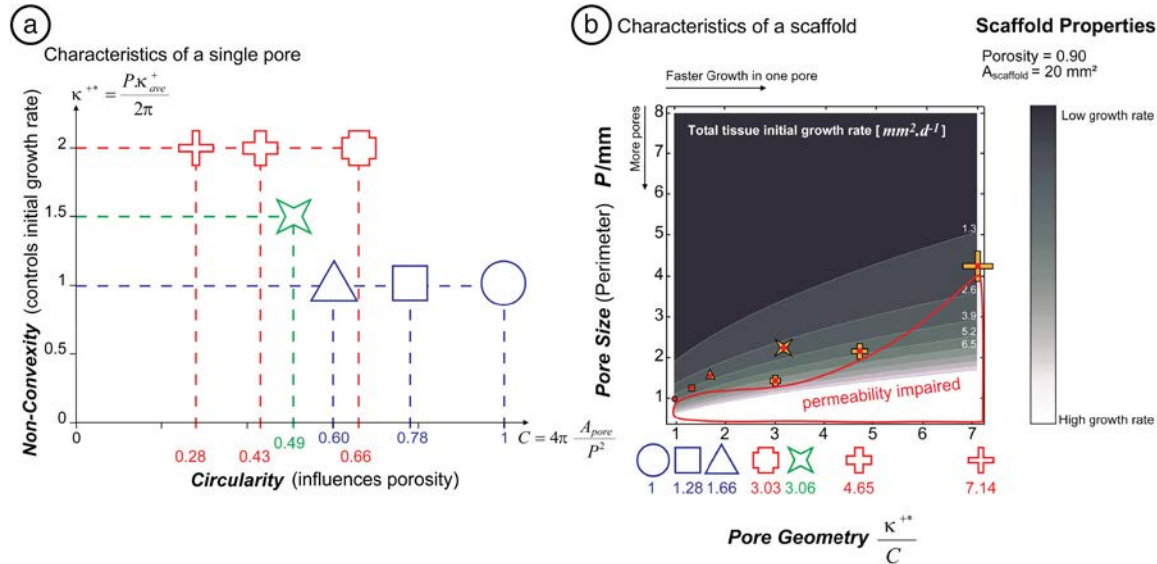 a
Characteristics of a single pore
κ⁺* = P.κ⁺ave / 2π
Non-Convexity (controls initial growth rate)
2
1.5
1
0.5
0
0
0.28
0.43
0.49
0.60
0.66
0.78
1
C = 4π Apore / P²
Circularity (influences porosity)
b
Characteristics of a scaffold
Scaffold Properties
Porosity = 0.90
Ascaffold = 20 mm²
Faster Growth in one pore
More pores
Pore Size (Perimeter) P/mm
8
7
6
5
4
3
2
1
Total tissue initial growth rate [mm².d⁻¹]
1.3
2.6
3.9
5.2
6.5
permeability impaired
1 2 3 4 5 6 7
1 1.28 1.66 3.03 3.06 4.65 7.14
Pore Geometry κ⁺* / C
Low growth rate
High growth rate